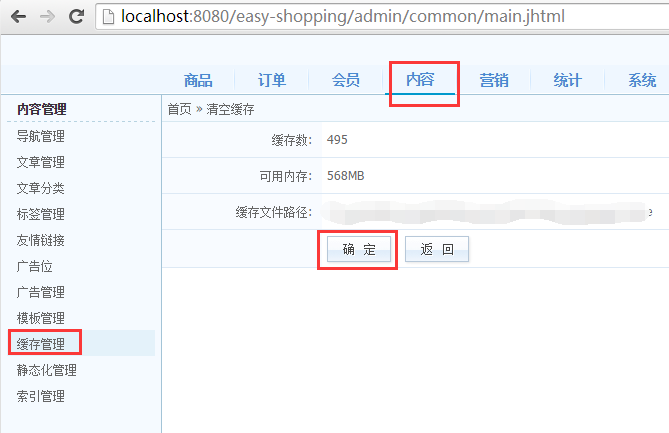 localhost:8080/easy-shopping/admin/common/main.jhtml
商品 订单 会员 内容 营销 统计 系统
内容管理
首页 » 清空缓存
导航管理
缓存数: 495
文章管理
可用内存: 568MB
文章分类
缓存文件路径: e
标签管理
友情链接
确 定 返 回
广告位
广告管理
模板管理
缓存管理
静态化管理
索引管理